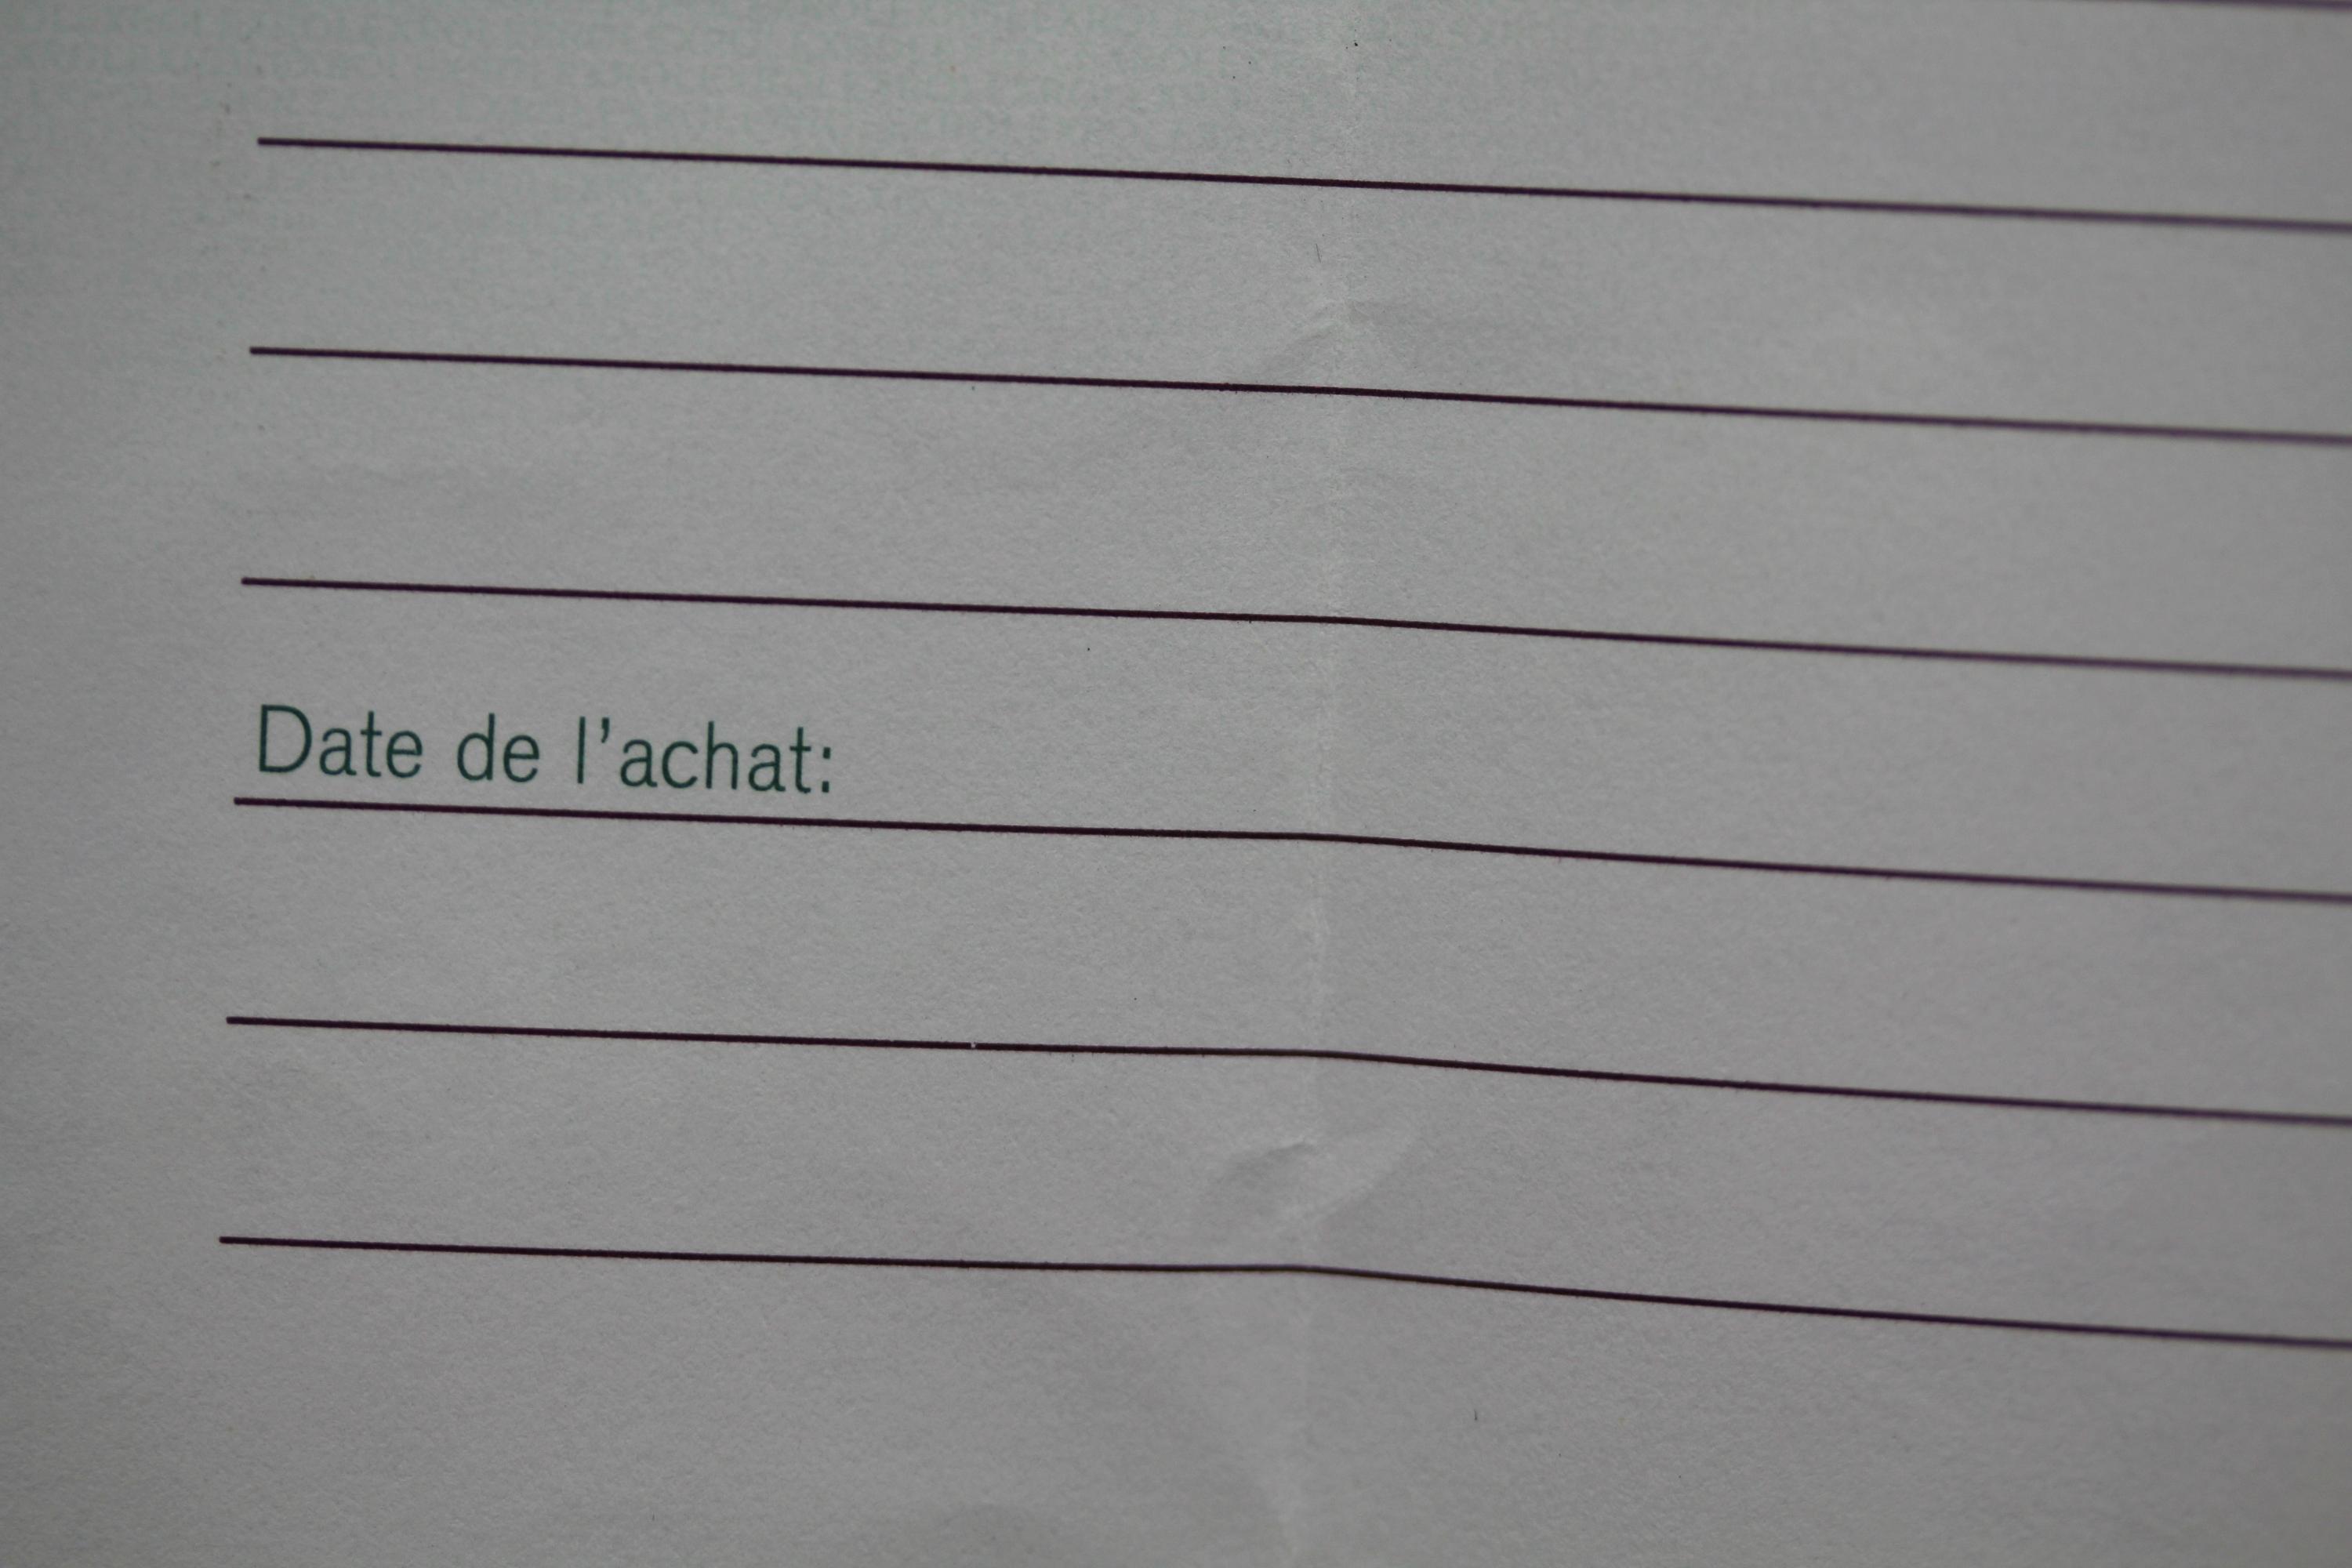 Date de l'achat: